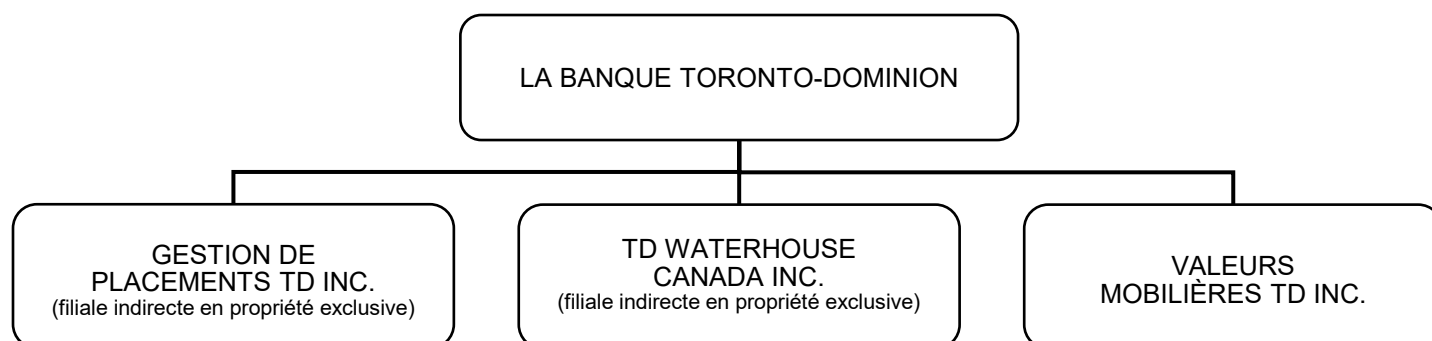 LA BANQUE TORONTO-DOMINION
GESTION DE
PLACEMENTS TD INC.
(filiale indirecte en propriété exclusive)
TD WATERHOUSE
CANADA INC.
(filiale indirecte en propriété exclusive)
VALEURS
MOBILIÈRES TD INC.